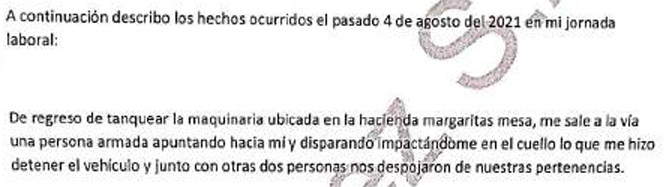 A continuación describo los hechos ocurridos el pasado 4 de agosto del 2021 en mi jornada
laboral:
De regreso de tanquear la maquinaria ubicada en la hacienda margaritas mesa, me sale a la vía
una persona armada apuntando hacia mi y disparando impactándome en el cuello lo que me hizo
detener el vehículo y junto con otras dos personas nos despojaron de nuestras pertenencias.